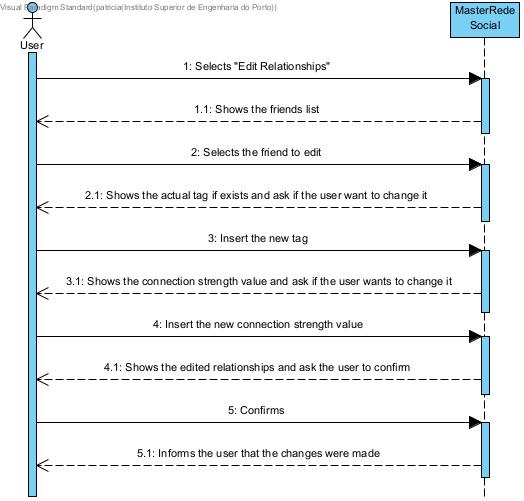 Visual Paradigm Standard(patricia(Instituto Superior de Engenharia do Porto))
User
MasterRede
Social
1: Selects "Edit Relationships"
1.1: Shows the friends list
2: Selects the friend to edit
2.1: Shows the actual tag if exists and ask if the user want to change it
3: Insert the new tag
3.1: Shows the connection strength value and ask if the user wants to change it
4: Insert the new connection strength value
4.1: Shows the edited relationships and ask the user to confirm
5: Confirms
5.1: Informs the user that the changes were made